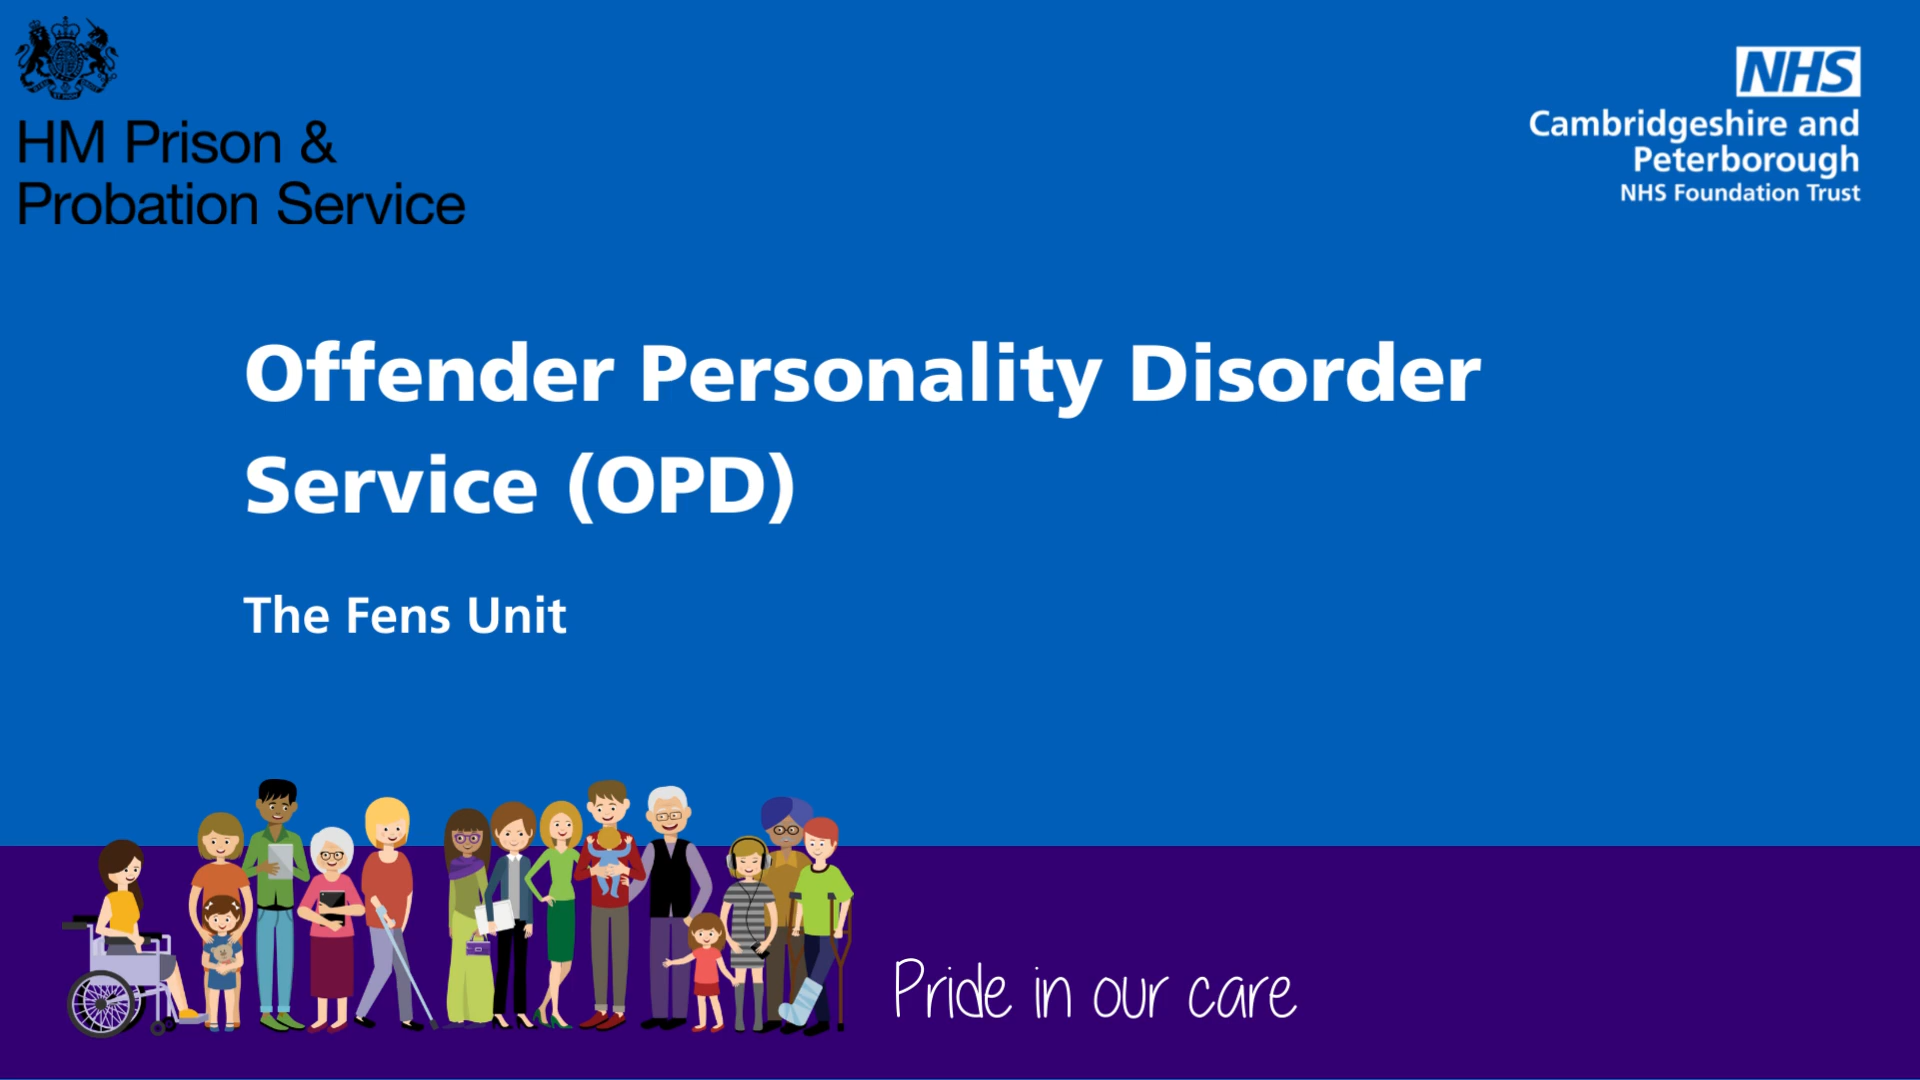 HM Prison &
Probation Service
NHS
Cambridgeshire and
Peterborough
NHS Foundation Trust
Offender Personality Disorder
Service (OPD)
The Fens Unit
Pride in our care